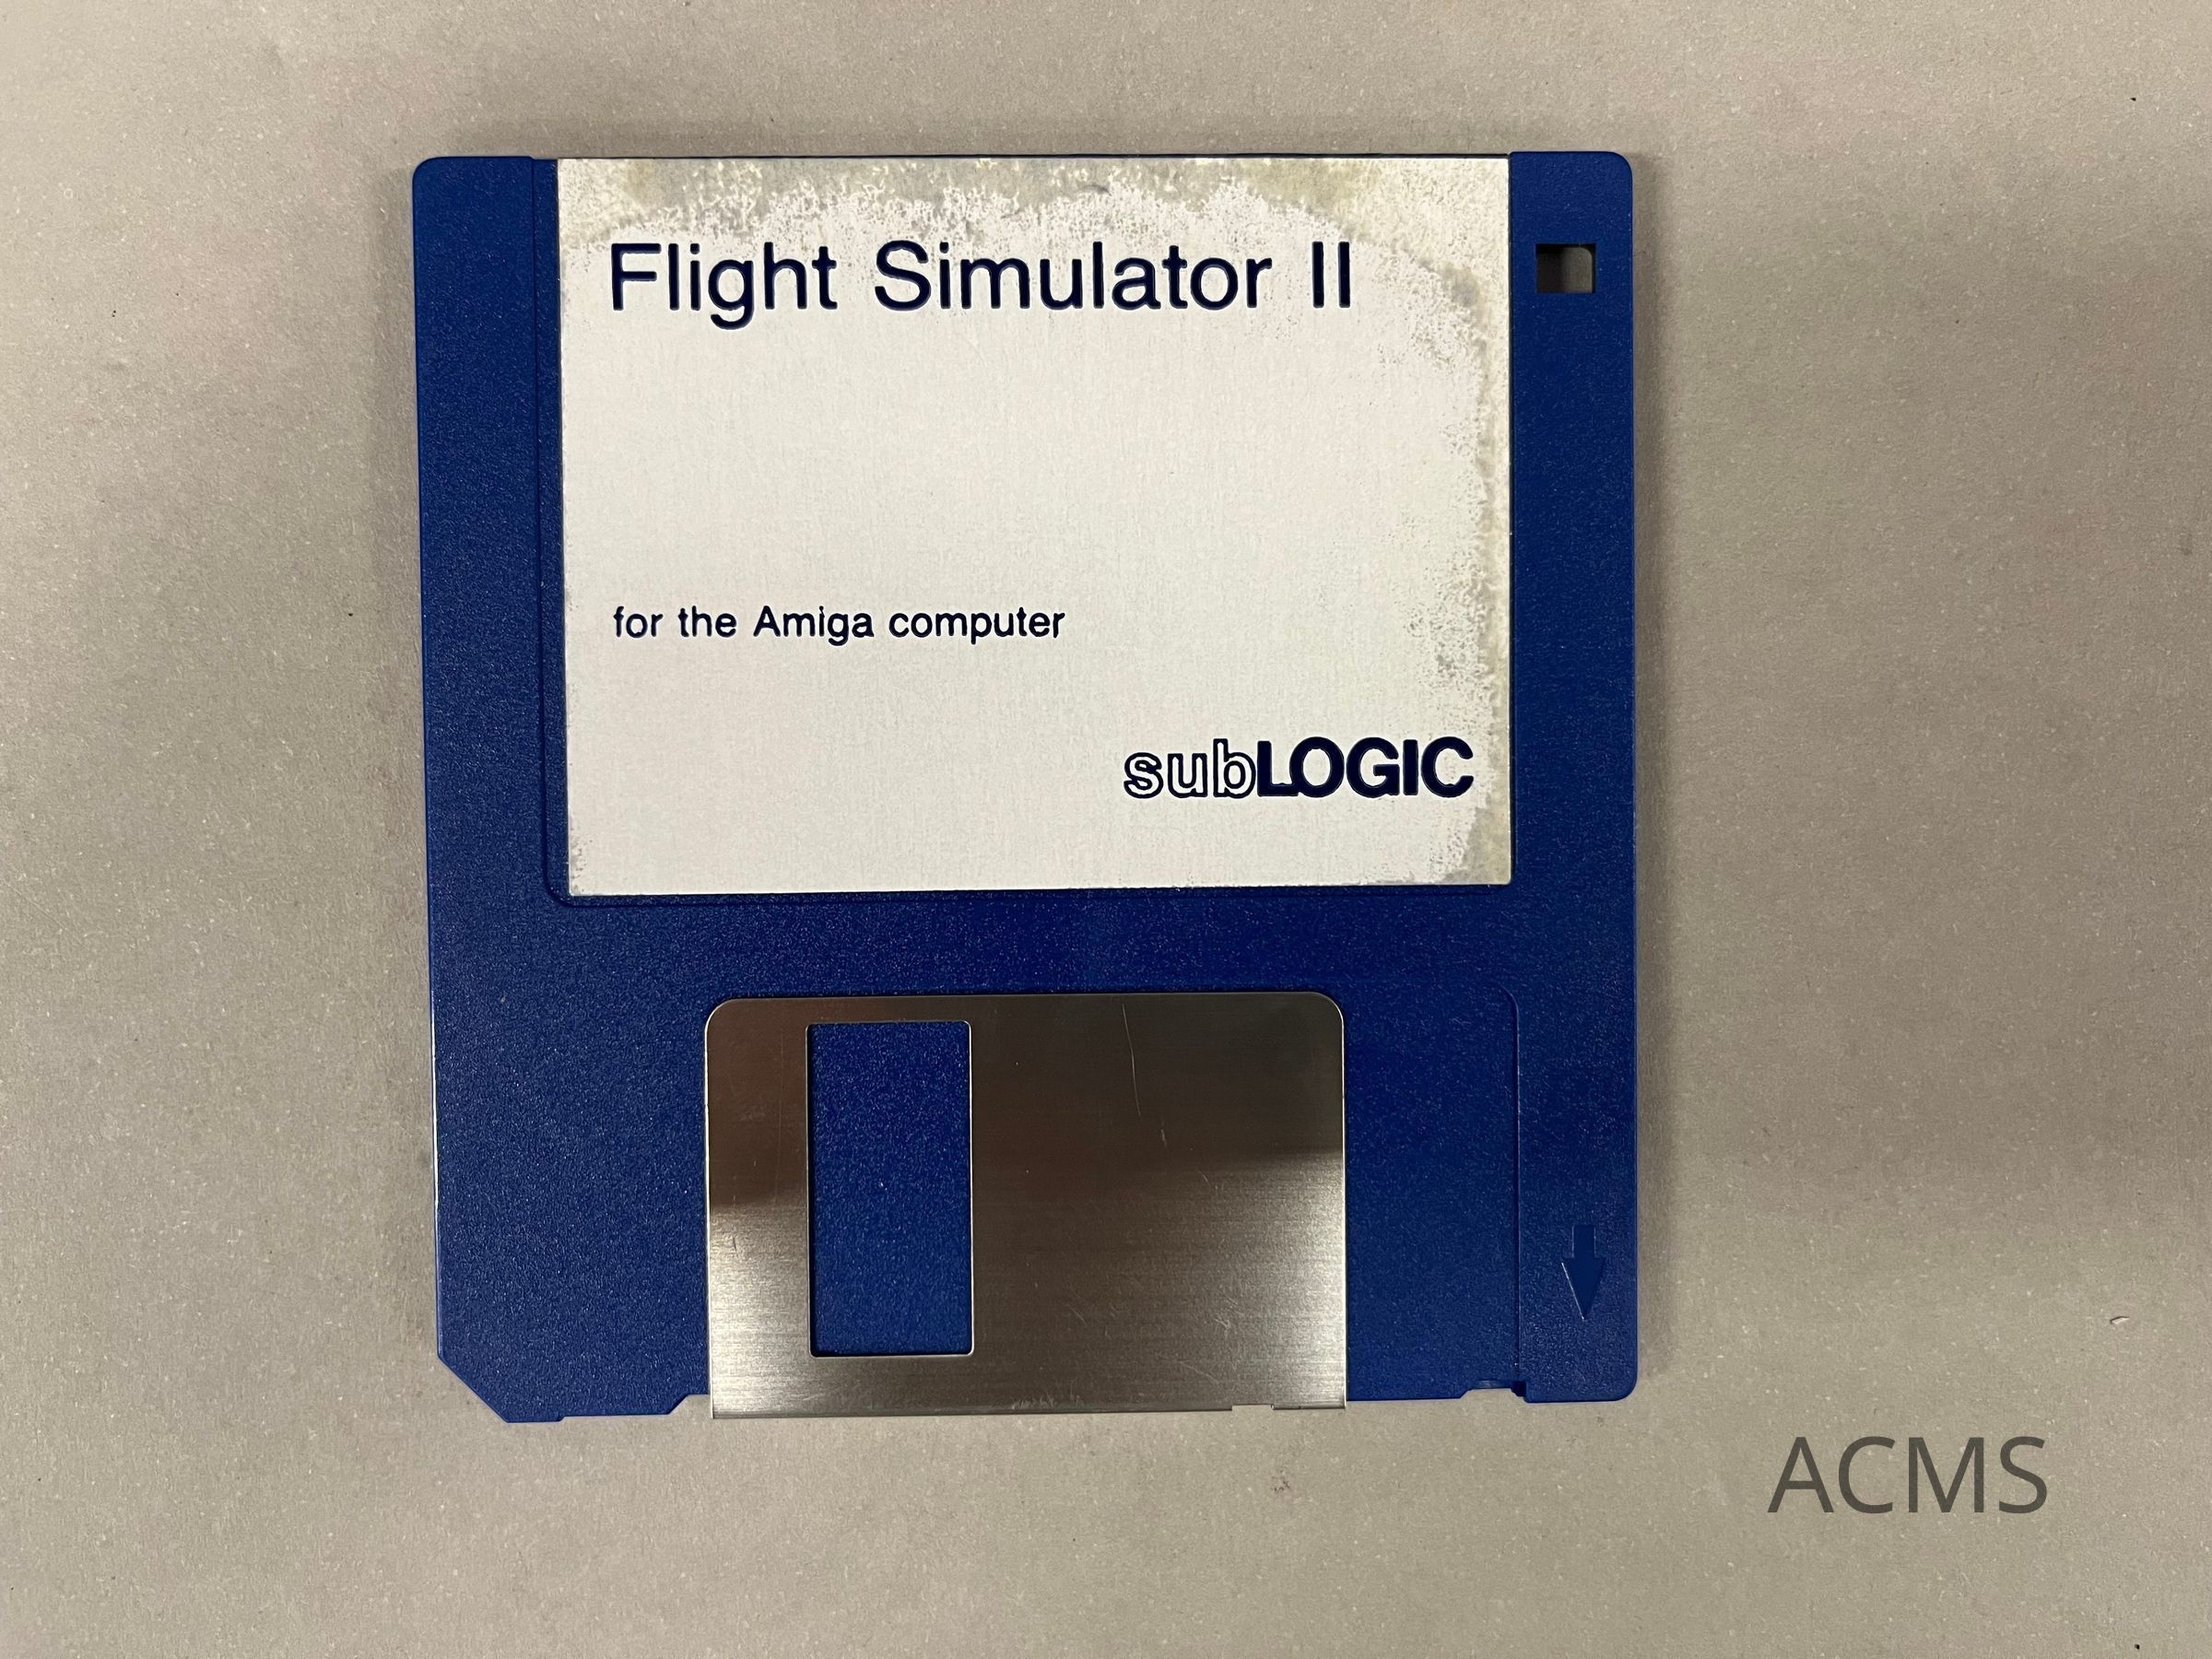 Flight Simulator II
for the Amiga computer
subLOGIC
ACMS